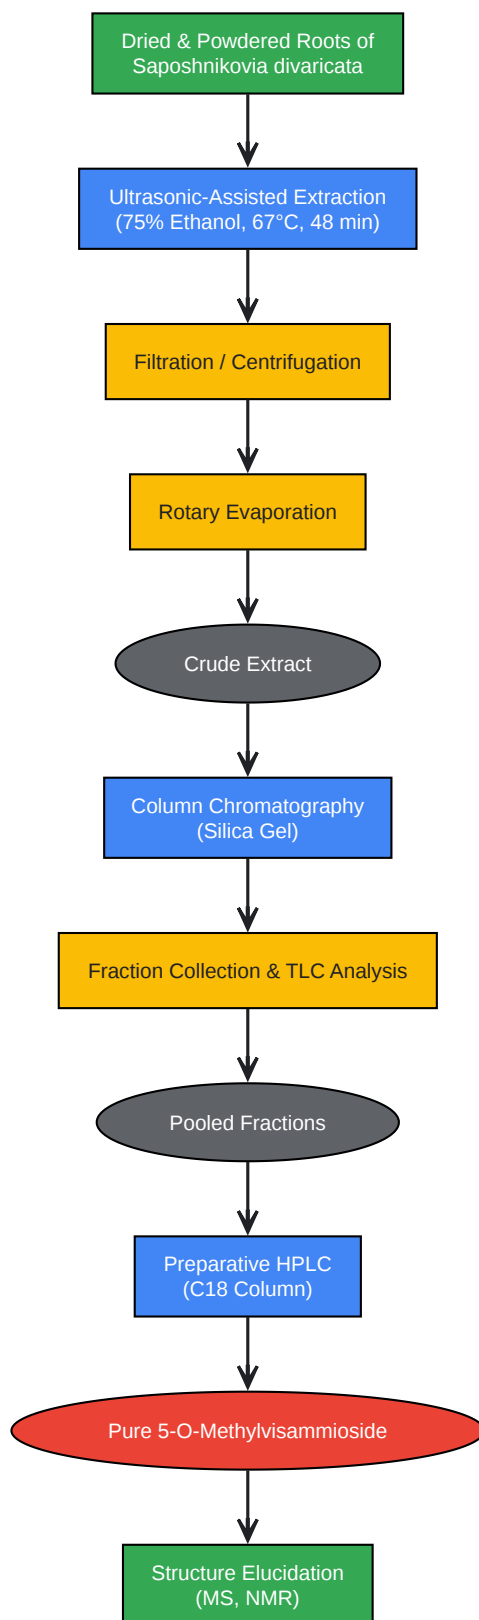 Dried & Powdered Roots of
Saposhnikovia divaricata
Ultrasonic-Assisted Extraction
(75% Ethanol, 67°C, 48 min)
Filtration / Centrifugation
Rotary Evaporation
Crude Extract
Column Chromatography
(Silica Gel)
Fraction Collection & TLC Analysis
Pooled Fractions
Preparative HPLC
(C18 Column)
Pure 5-O-Methylvisammioside
Structure Elucidation
(MS, NMR)